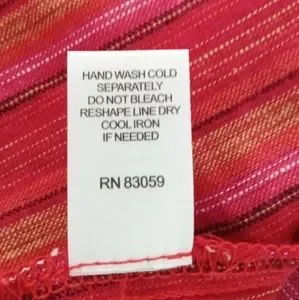 HAND WASH COLD
SEPARATELY
DO NOT BLEACH
RESHAPE LINE DRY
COOL IRON
IF NEEDED
RN 83059